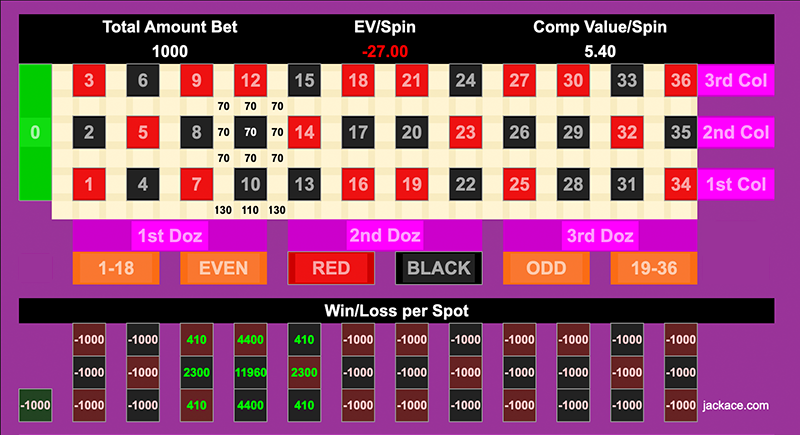 Total Amount Bet EV/Spin Comp Value/Spin
1000 -27.00 5.40
3 6 9 12 15 18 21 24 27 30 33 36 3rd Col
70 70 70
0 2 5 8 70 70 70 14 17 20 23 26 29 32 35 2nd Col
70 70 70
1 4 7 10 13 16 19 22 25 28 31 34 1st Col
130 110 130
1st Doz 2nd Doz 3rd Doz
1-18 EVEN RED BLACK ODD 19-36
Win/Loss per Spot
-1000 -1000 410 4400 410 -1000 -1000 -1000 -1000 -1000 -1000 -1000
-1000 -1000 2300 11960 2300 -1000 -1000 -1000 -1000 -1000 -1000 -1000
-1000 -1000 -1000 410 4400 410 -1000 -1000 -1000 -1000 -1000 -1000 -1000 jackace.com